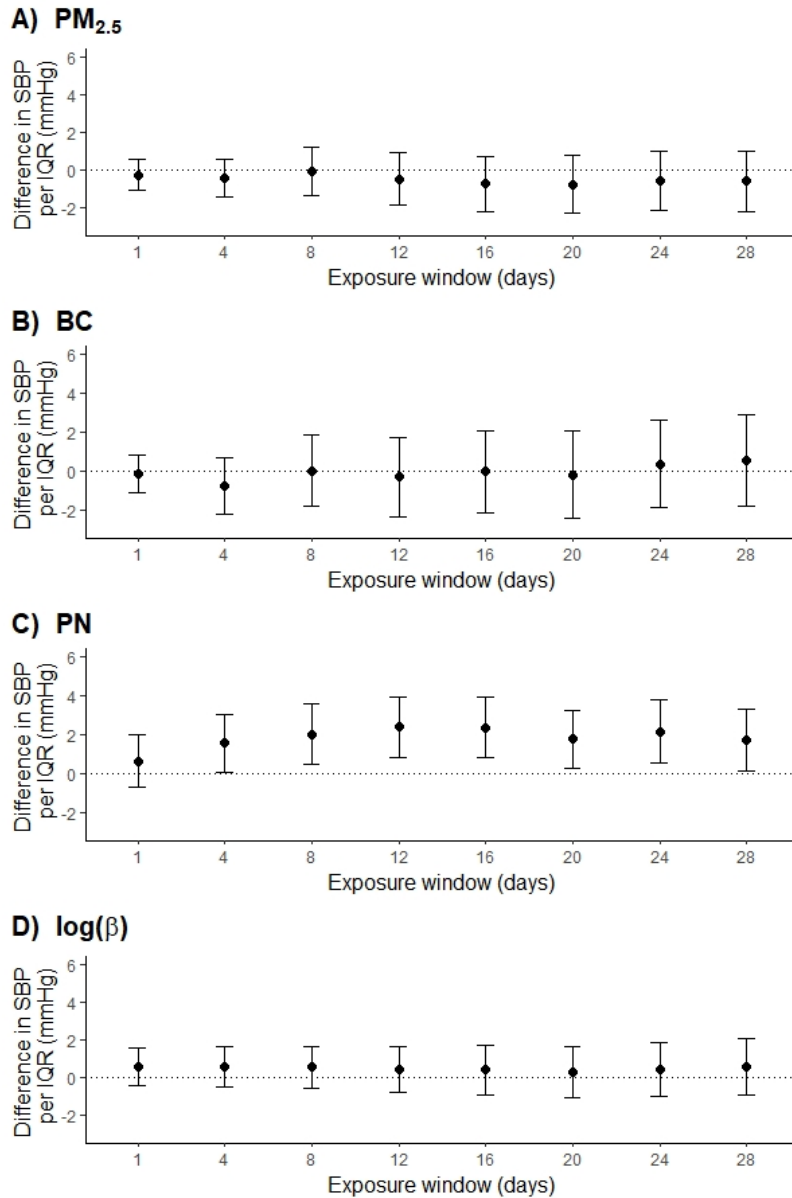 A) PM2.5
Difference in SBP
per IQR (mmHg)
6
4
2
0
-2
1 4 8 12 16 20 24 28
Exposure window (days)
B) BC
Difference in SBP
per IQR (mmHg)
6
4
2
0
-2
1 4 8 12 16 20 24 28
Exposure window (days)
C) PN
Difference in SBP
per IQR (mmHg)
6
4
2
0
-2
1 4 8 12 16 20 24 28
Exposure window (days)
D) log(β)
Difference in SBP
per IQR (mmHg)
6
4
2
0
-2
1 4 8 12 16 20 24 28
Exposure window (days)